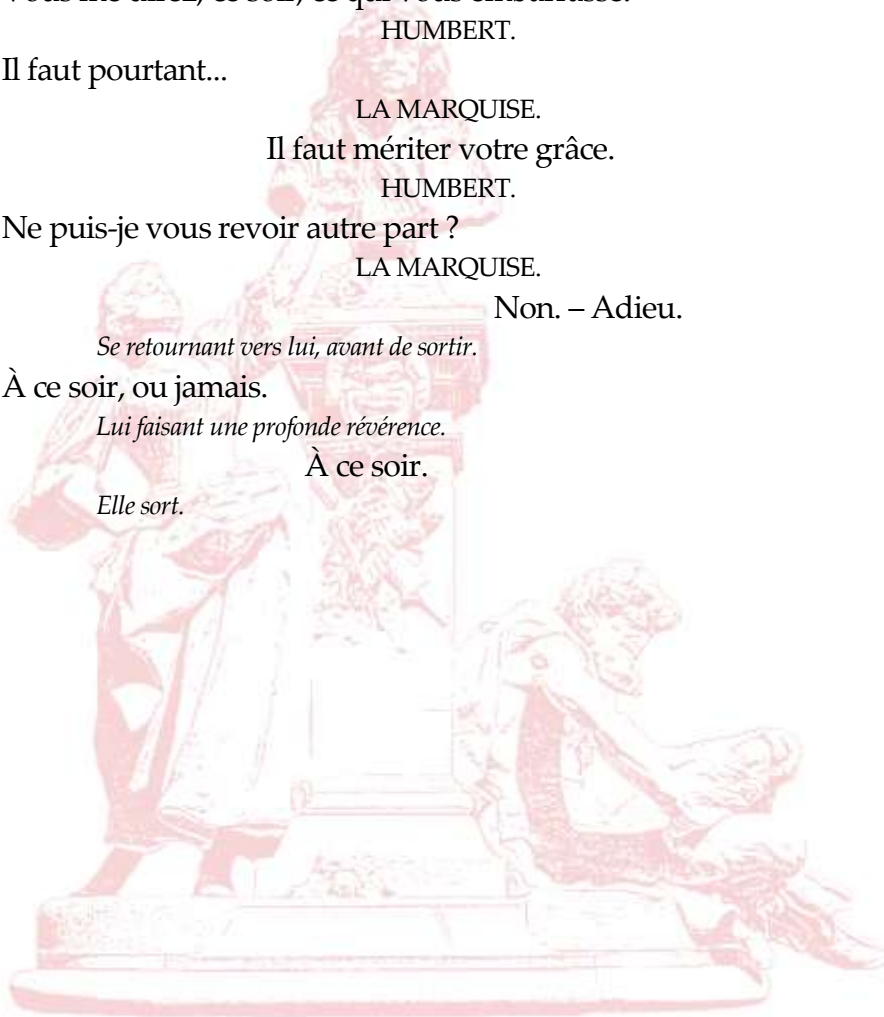 HUMBERT.
Il faut pourtant...
LA MARQUISE.
Il faut mériter votre grâce.
HUMBERT.
Ne puis-je vous revoir autre part ?
LA MARQUISE.
Non. – Adieu.
Se retournant vers lui, avant de sortir.
À ce soir, ou jamais.
Lui faisant une profonde révérence.
À ce soir.
Elle sort.